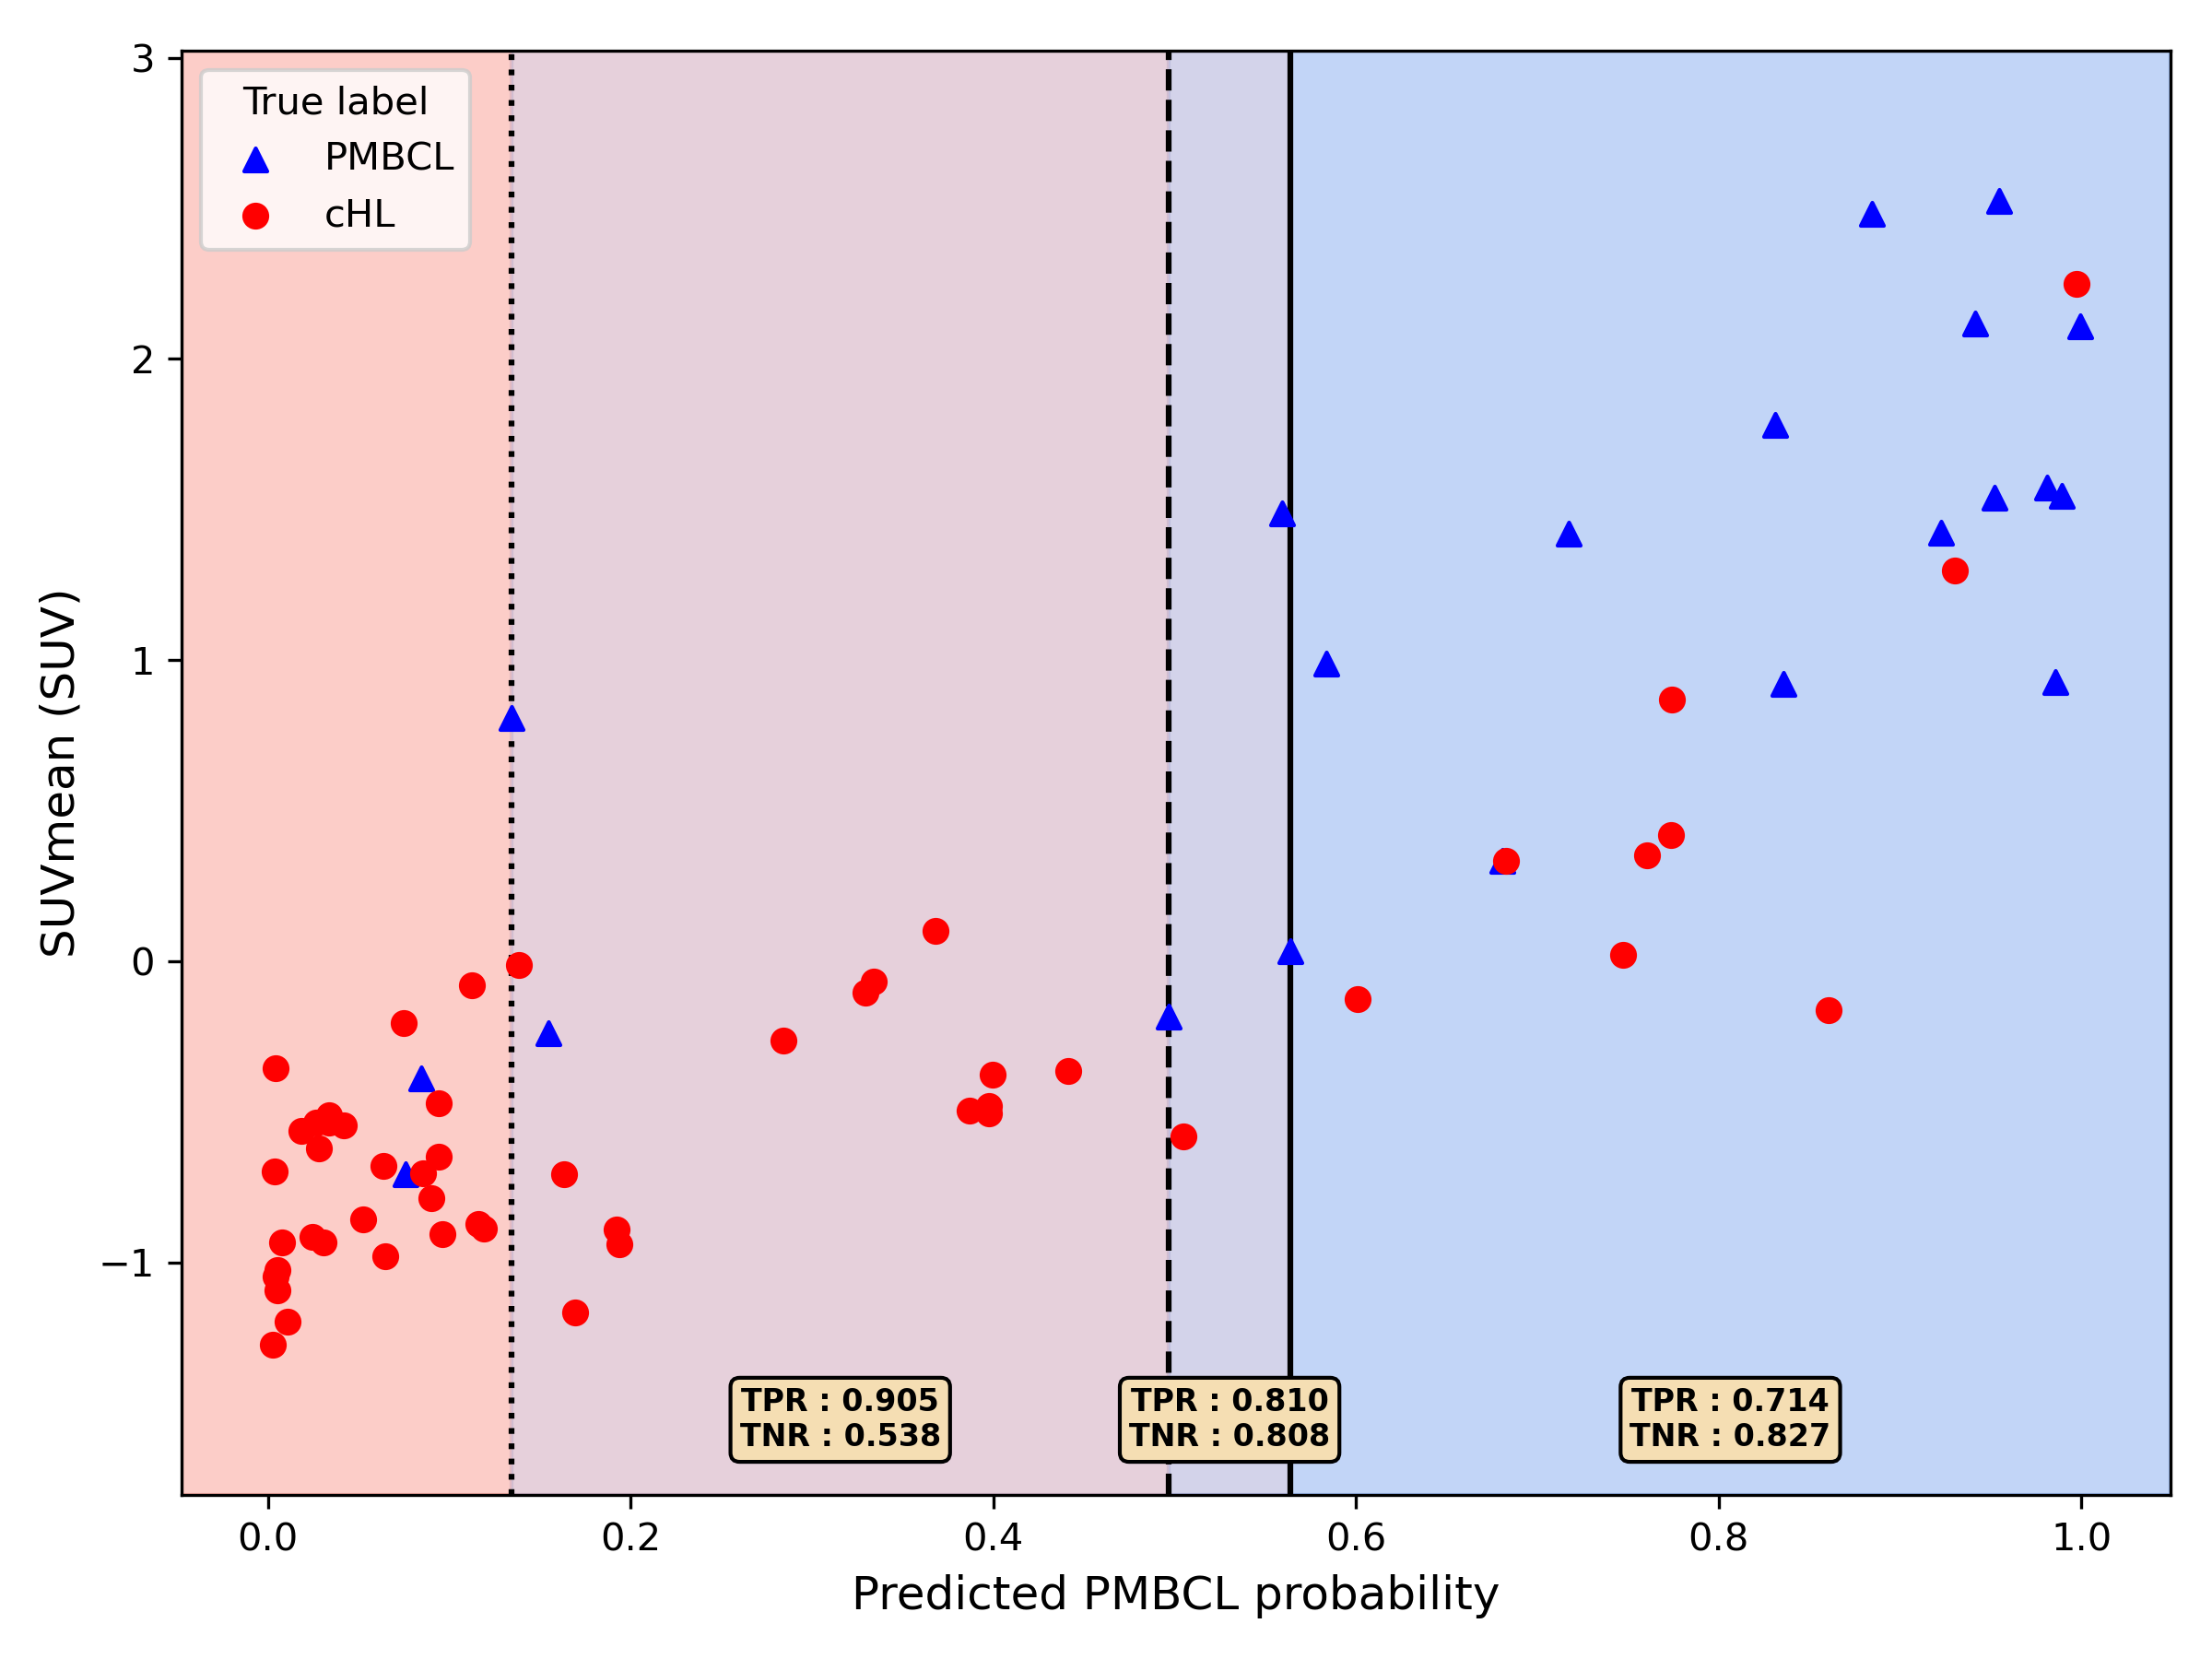 True label
PMBCL
cHL
3
2
1
0
−1
SUVmean (SUV)
TPR : 0.905
TNR : 0.538
TPR : 0.810
TNR : 0.808
TPR : 0.714
TNR : 0.827
0.0 0.2 0.4 0.6 0.8 1.0
Predicted PMBCL probability